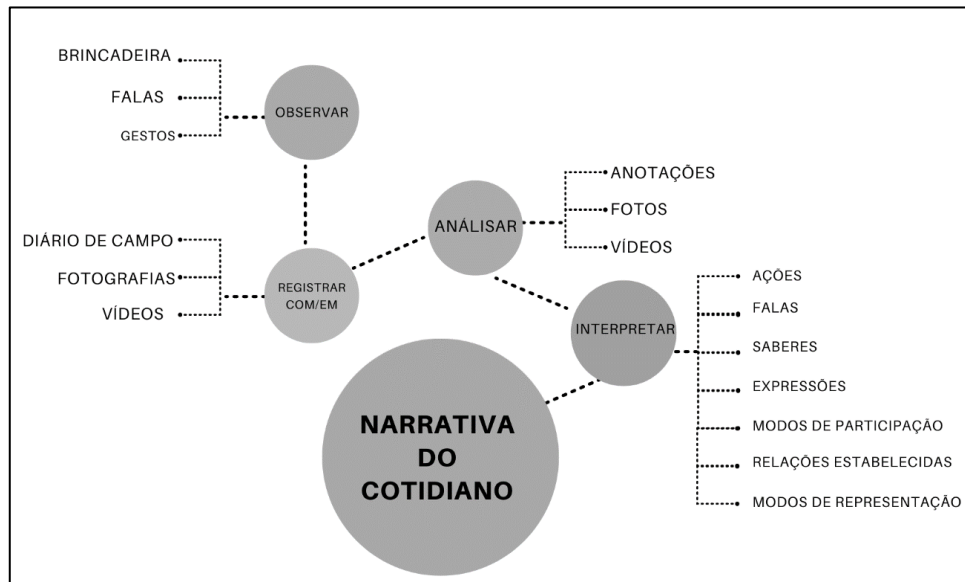 BRINCADEIRA
FALAS
GESTOS
OBSERVAR
DIÁRIO DE CAMPO
FOTOGRAFIAS
VÍDEOS
REGISTRAR
COM/EM
ANÁLISAR
ANOTAÇÕES
FOTOS
VÍDEOS
INTERPRETAR
AÇÕES
FALAS
SABERES
EXPRESSÕES
MODOS DE PARTICIPAÇÃO
RELAÇÕES ESTABELECIDAS
MODOS DE REPRESENTAÇÃO
NARRATIVA
DO
COTIDIANO